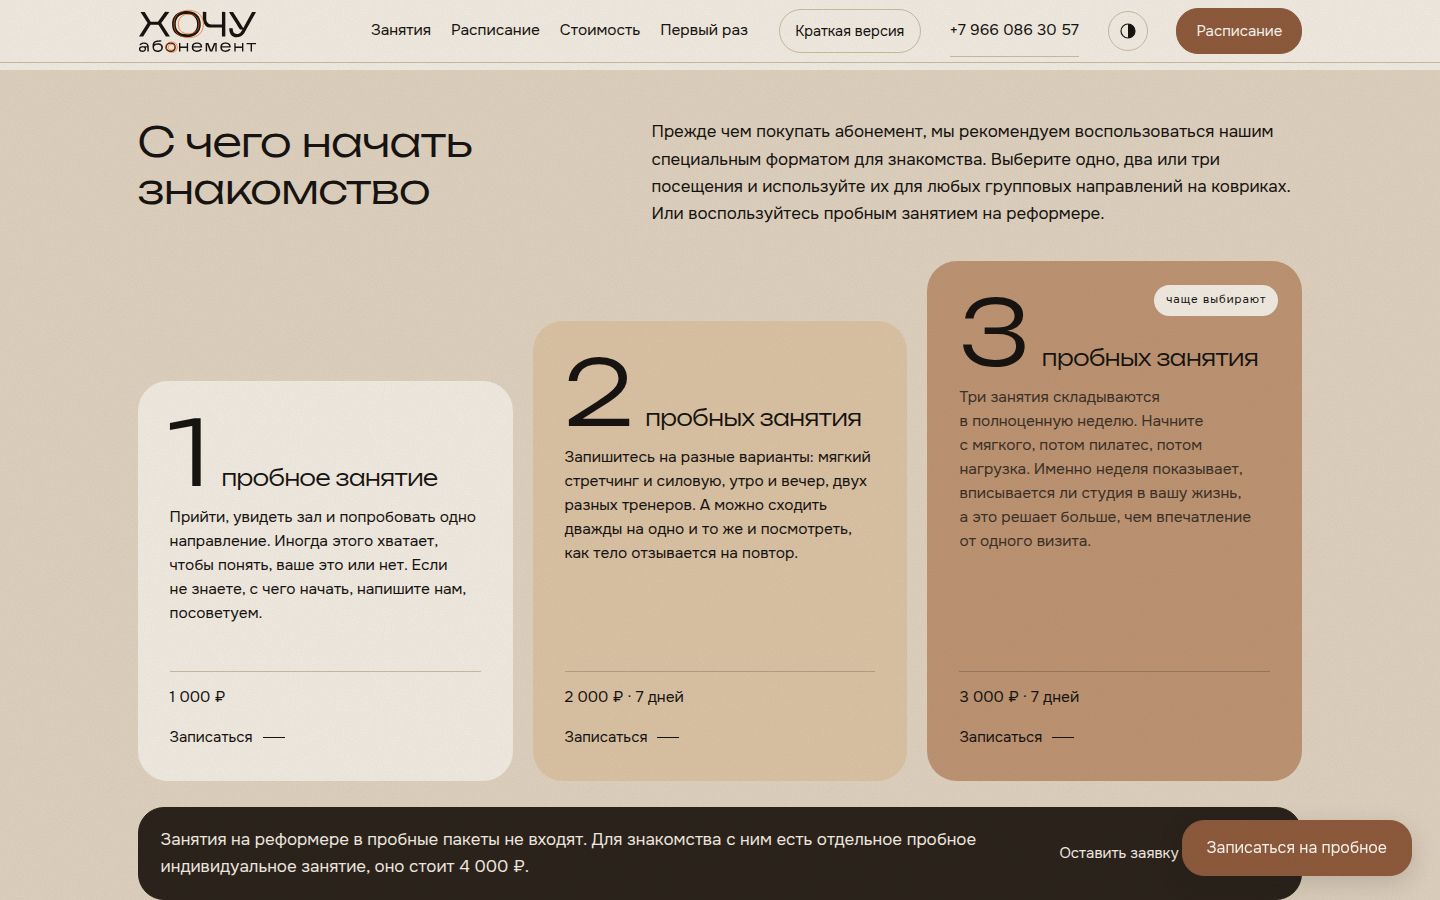 ХОЧУ
абонемент
Занятия
Расписание
Стоимость
Первый раз
Краткая версия
+7 966 086 30 57
Расписание
С чего начать
знакомство
Прежде чем покупать абонемент, мы рекомендуем воспользоваться нашим
специальным форматом для знакомства. Выберите одно, два или три
посещения и используйте их для любых групповых направлений на ковриках.
Или воспользуйтесь пробным занятием на реформере.
1 пробное занятие
Прийти, увидеть зал и попробовать одно
направление. Иногда этого хватает,
чтобы понять, ваше это или нет. Если
не знаете, с чего начать, напишите нам,
посоветуем.
1 000 ₽
Записаться
2 пробных занятия
Запишитесь на разные варианты: мягкий
стретчинг и силовую, утро и вечер, двух
разных тренеров. А можно сходить
дважды на одно и то же и посмотреть,
как тело отзывается на повтор.
2 000 ₽ · 7 дней
Записаться
чаще выбирают
3 пробных занятия
Три занятия складываются
в полноценную неделю. Начните
с мягкого, потом пилатес, потом
нагрузка. Именно неделя показывает,
вписывается ли студия в вашу жизнь,
а это решает больше, чем впечатление
от одного визита.
3 000 ₽ · 7 дней
Записаться
Занятия на реформере в пробные пакеты не входят. Для знакомства с ним есть отдельное пробное
индивидуальное занятие, оно стоит 4 000 ₽.
Оставить заявку
Записаться на пробное